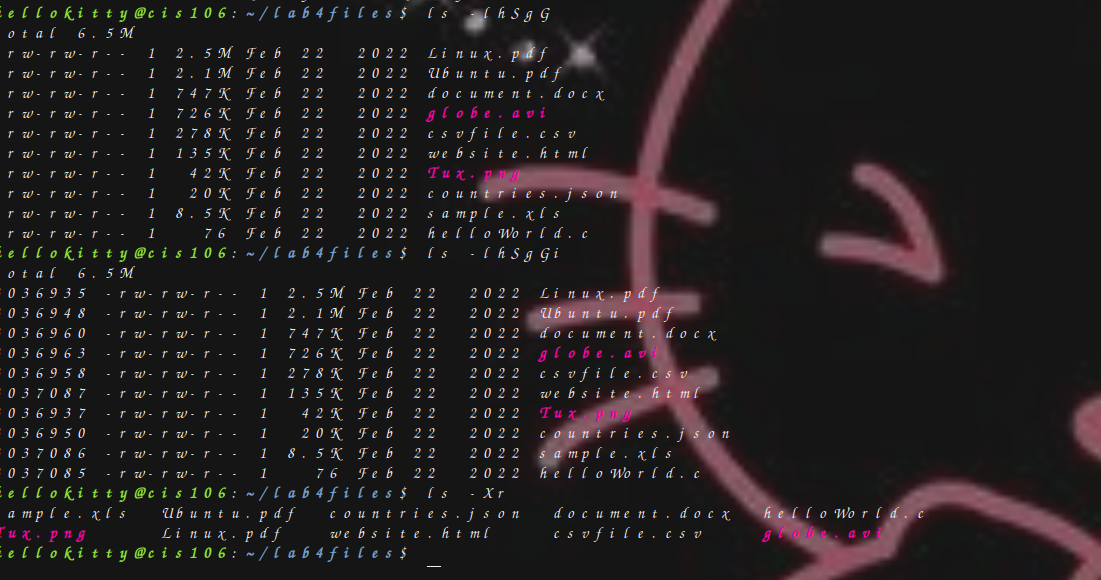 ellokitty@cis106:~/lab4files$ ls -lhSgG
otal 6.5M
rw-rw-r-- 1 2.5M Feb 22 2022 Linux.pdf
rw-rw-r-- 1 2.1M Feb 22 2022 Ubuntu.pdf
rw-rw-r-- 1 747K Feb 22 2022 document.docx
rw-rw-r-- 1 726K Feb 22 2022 globe.avi
rw-rw-r-- 1 278K Feb 22 2022 csvfile.csv
rw-rw-r-- 1 135K Feb 22 2022 website.html
rw-rw-r-- 1 42K Feb 22 2022 Tux.png
rw-rw-r-- 1 20K Feb 22 2022 countries.json
rw-rw-r-- 1 8.5K Feb 22 2022 sample.xls
rw-rw-r-- 1 76 Feb 22 2022 helloWorld.c
ellokitty@cis106:~/lab4files$ ls -lhSgGi
otal 6.5M
036935 -rw-rw-r-- 1 2.5M Feb 22 2022 Linux.pdf
036948 -rw-rw-r-- 1 2.1M Feb 22 2022 Ubuntu.pdf
036960 -rw-rw-r-- 1 747K Feb 22 2022 document.docx
036963 -rw-rw-r-- 1 726K Feb 22 2022 globe.avi
036958 -rw-rw-r-- 1 278K Feb 22 2022 csvfile.csv
037087 -rw-rw-r-- 1 135K Feb 22 2022 website.html
036937 -rw-rw-r-- 1 42K Feb 22 2022 Tux.png
036950 -rw-rw-r-- 1 20K Feb 22 2022 countries.json
037086 -rw-rw-r-- 1 8.5K Feb 22 2022 sample.xls
037085 -rw-rw-r-- 1 76 Feb 22 2022 helloWorld.c
ellokitty@cis106:~/lab4files$ ls -Xr
ample.xls Ubuntu.pdf countries.json document.docx helloWorld.c
Tux.png Linux.pdf website.html csvfile.csv globe.avi
ellokitty@cis106:~/lab4files$ _